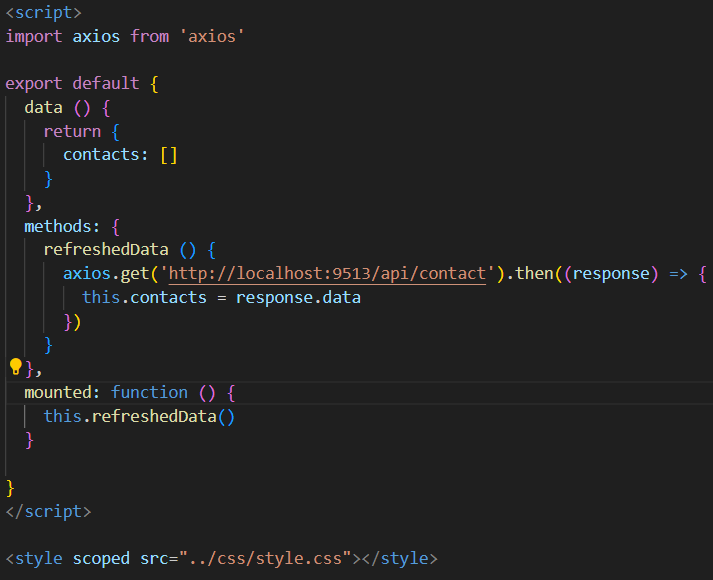 <script>
import axios from 'axios'

export default {
  data () {
    return {
      contacts: []
    }
  },
  methods: {
    refreshedData () {
      axios.get('http://localhost:9513/api/contact').then((response) => {
        this.contacts = response.data
      })
    }
  },
  mounted: function () {
    this.refreshedData()
  }

}
</script>

<style scoped src="../css/style.css"></style>